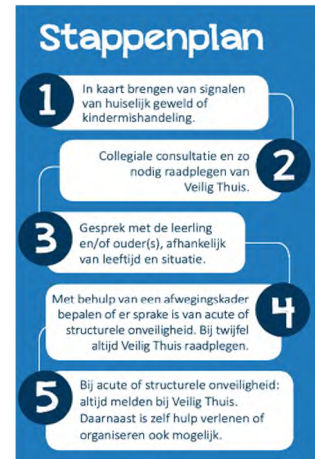 Stappenplan
1
In kaart brengen van signalen
van huiselijk geweld of
kindermishandeling.
2
Collegiale consultatie en zo
nodig raadplegen van
Veilig Thuis.
3
Gesprek met de leerling
en/of ouder(s), afhankelijk
van leeftijd en situatie.
4
Met behulp van een afwegingskader
bepalen of er sprake is van acute of
structurele onveiligheid. Bij twijfel
altijd Veilig Thuis raadplegen.
5
Bij acute of structurele onveiligheid:
altijd melden bij Veilig Thuis.
Daarnaast is zelf hulp verlenen of
organiseren ook mogelijk.